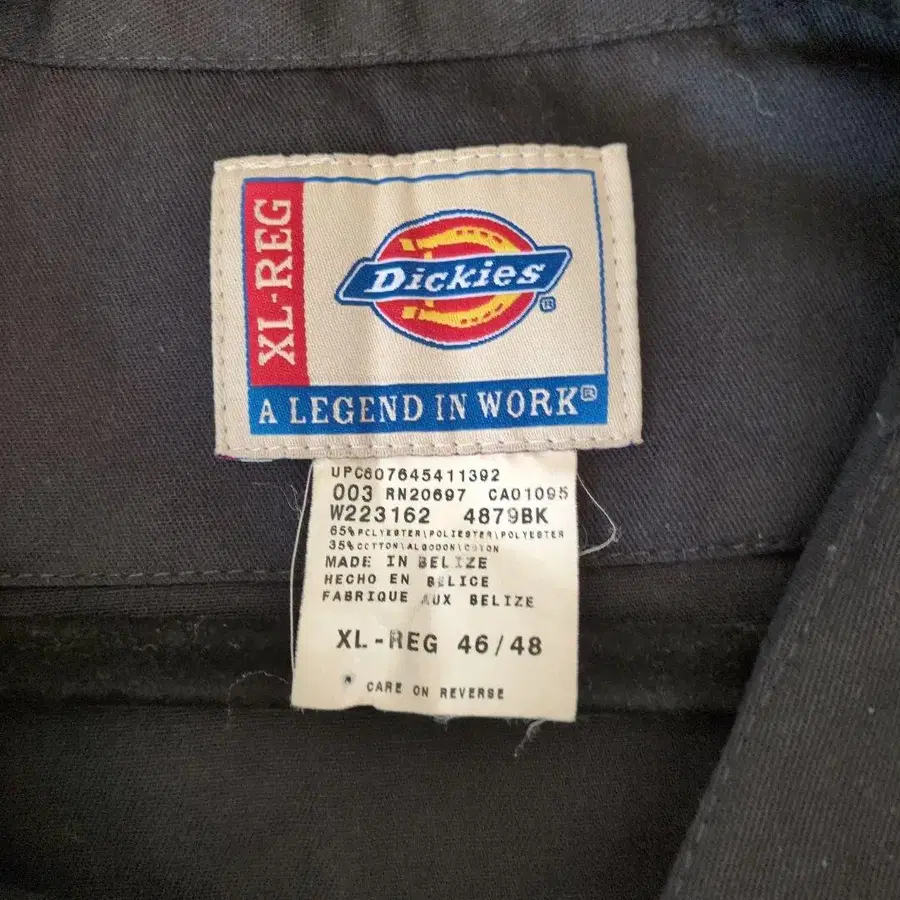 XL-REG
Dickies®
A LEGEND IN WORK®
UPC607645411392
003 RN20697 CA01095
W223162 4879BK
65% POLYESTER\POLIESTER\POLYESTER
35% COTTON\ALGODON\COTON
MADE IN BELIZE
HECHO EN BELICE
FABRIQUE AUX BELIZE
XL-REG 46/48
CARE ON REVERSE